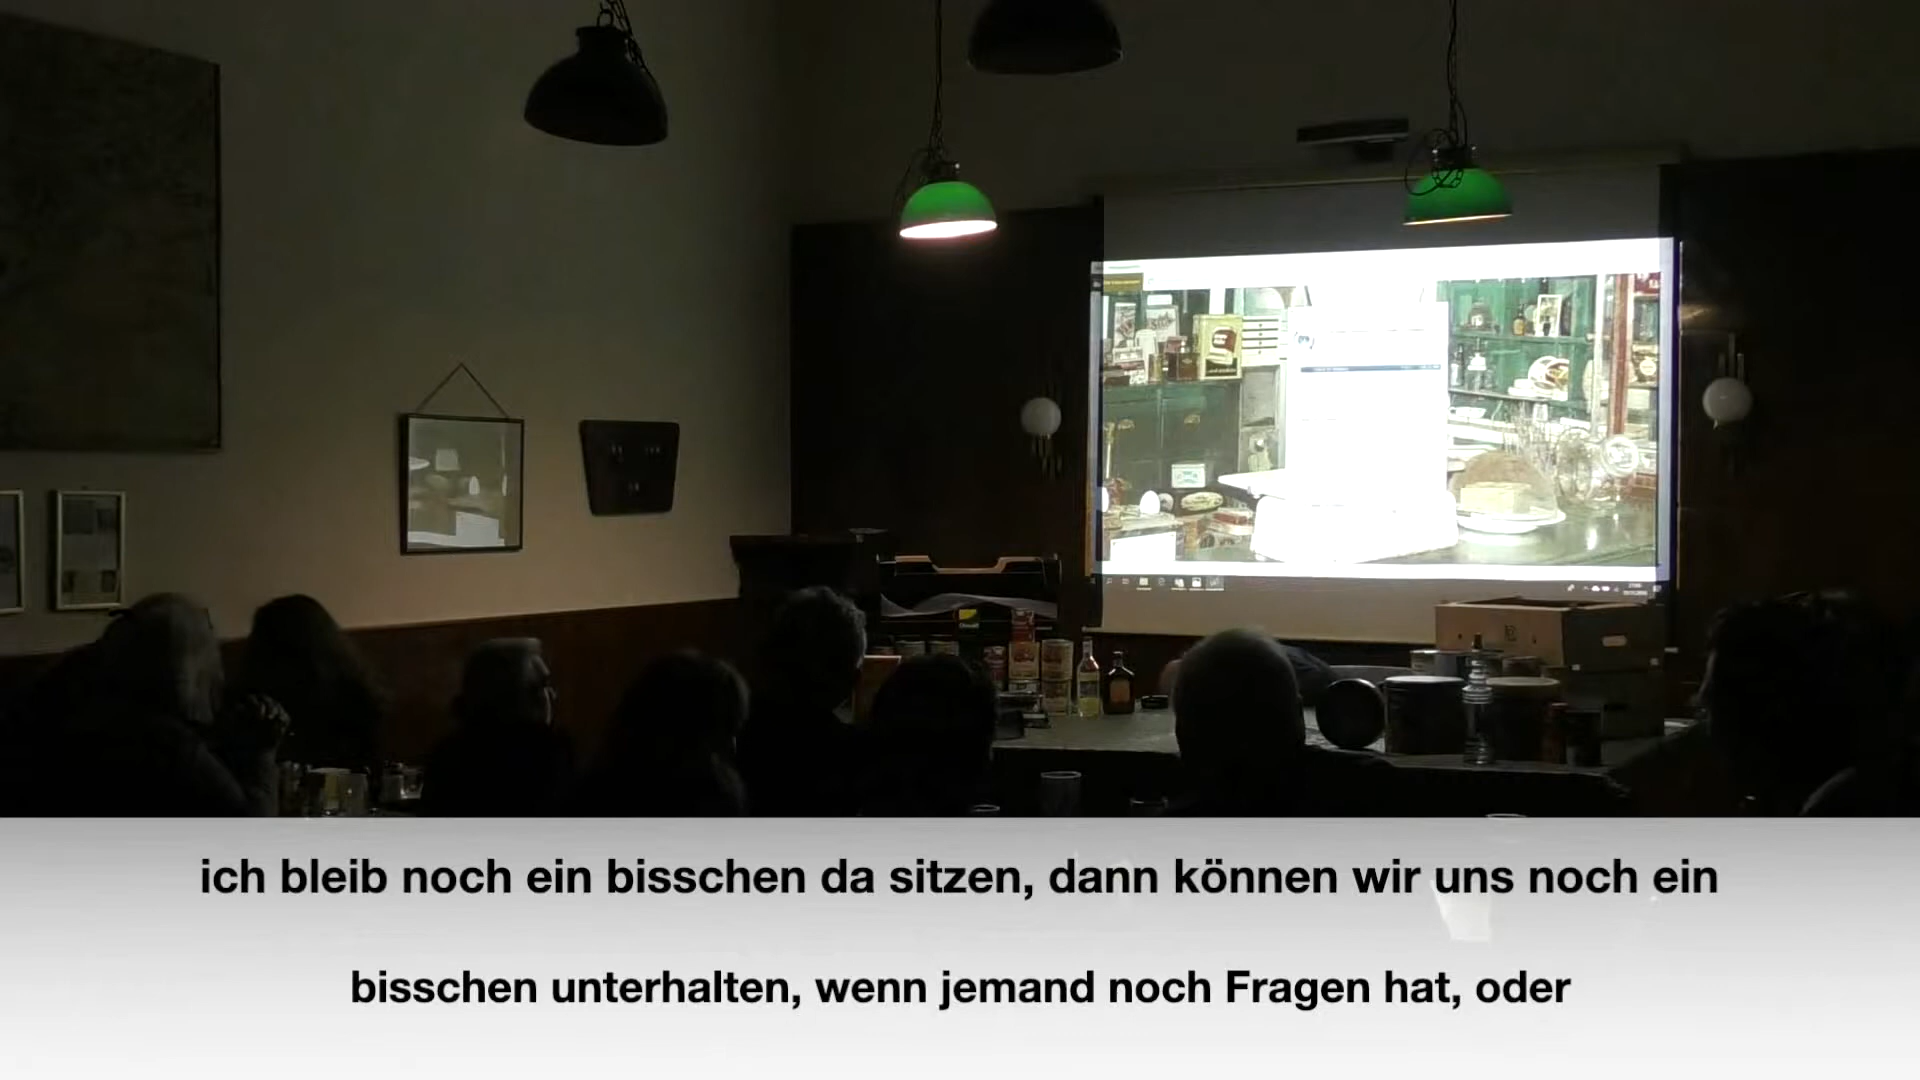 ich bleib noch ein bisschen da sitzen, dann können wir uns noch ein
bisschen unterhalten, wenn jemand noch Fragen hat, oder